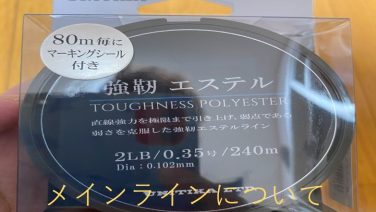 80m毎に
マーキングシール
付き
強靭 エステル
TOUGHNESS POLYESTER
直線強力を極限まで引き上げ、弱点である
弱さを克服した強靭エステルライン
2LB/0.35号/240m
Dia：0.102mm
メインラインについて